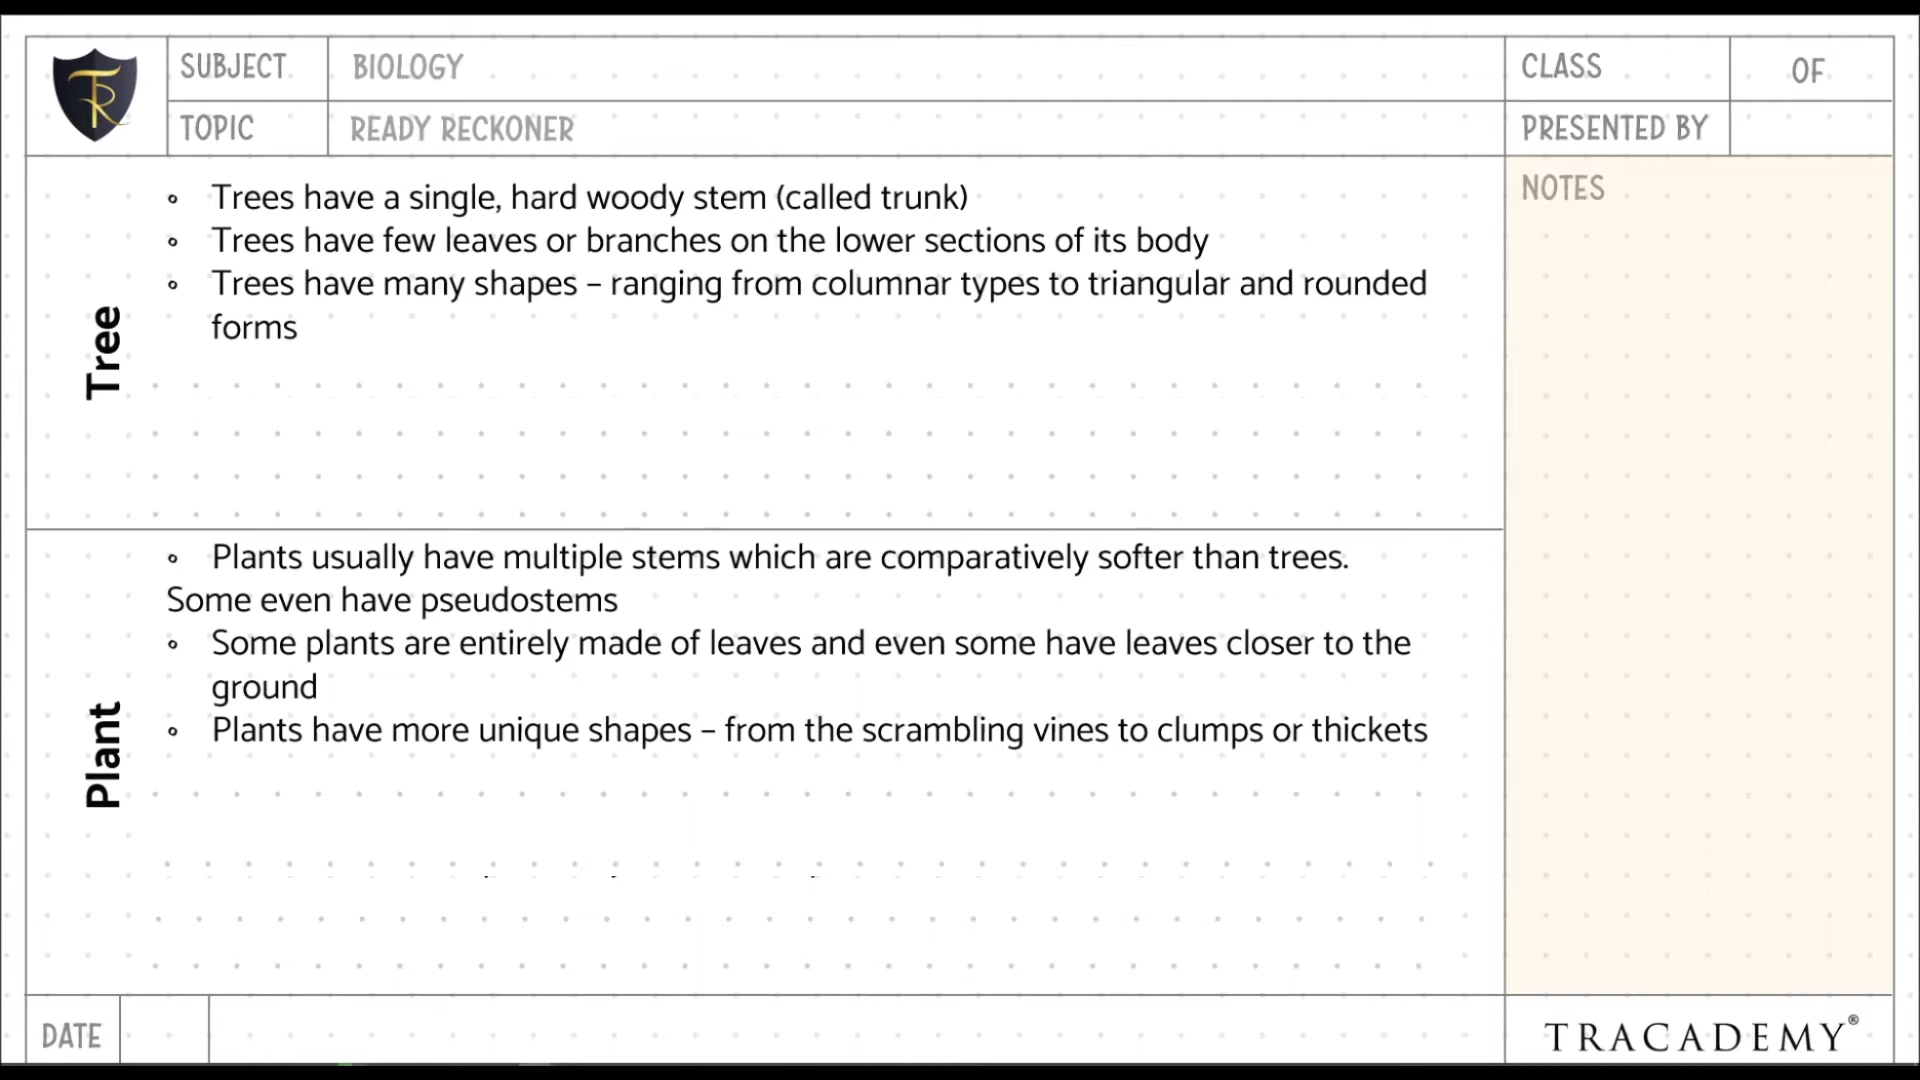 SUBJECT BIOLOGY CLASS OF
TOPIC READY RECKONER PRESENTED BY
NOTES
Tree
◦ Trees have a single, hard woody stem (called trunk)
◦ Trees have few leaves or branches on the lower sections of its body
◦ Trees have many shapes – ranging from columnar types to triangular and rounded
forms
Plant
◦ Plants usually have multiple stems which are comparatively softer than trees.
Some even have pseudostems
◦ Some plants are entirely made of leaves and even some have leaves closer to the
ground
◦ Plants have more unique shapes – from the scrambling vines to clumps or thickets
DATE
TRACADEMY®
TR